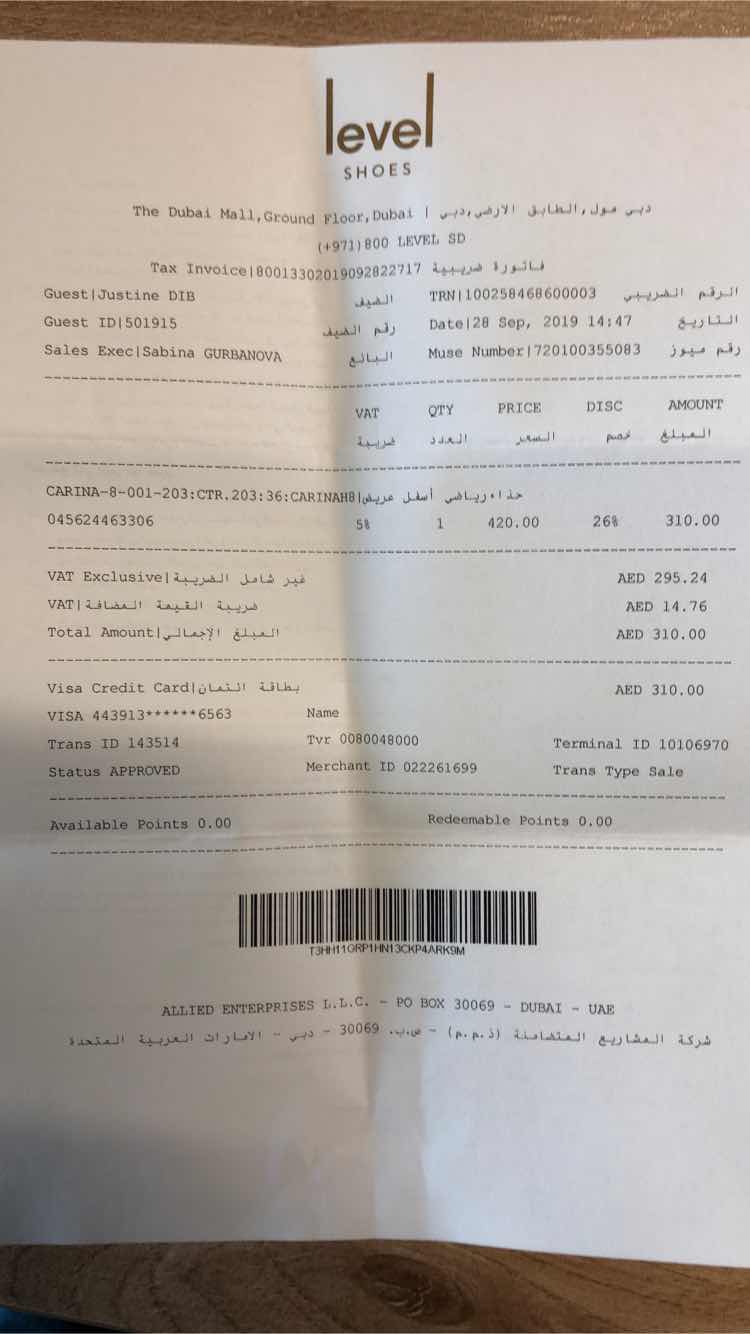 level
SHOES
The Dubai Mall,Ground Floor,Dubai | دبي مول,الطابق الارضي,دبي
(+971)800 LEVEL SD
Tax Invoice|80013302019092822717 فاتورة ضريبية
Guest|Justine DIB الضيف TRN|100258468600003 الرقم الضريبي
Guest ID|501915 رقم الضيف Date|28 Sep, 2019 14:47 التاريخ
Sales Exec|Sabina GURBANOVA البائع Muse Number|720100355083 رقم ميوز
VAT QTY PRICE DISC AMOUNT
ضريبة العدد السعر خصم المبلغ
CARINA-8-001-203:CTR.203:36:CARINAH8|حذاء رياضي أسفل عريض
045624463306 5% 1 420.00 26% 310.00
VAT Exclusive|غير شامل الضريبة AED 295.24
VAT|ضريبة القيمة المضافة AED 14.76
Total Amount|المبلغ الإجمالي AED 310.00
Visa Credit Card|بطاقة ائتمان AED 310.00
VISA 443913******6563 Name
Trans ID 143514 Tvr 0080048000 Terminal ID 10106970
Status APPROVED Merchant ID 022261699 Trans Type Sale
Available Points 0.00 Redeemable Points 0.00
T3HH11GRP1HN13CKP4ARK9M
ALLIED ENTERPRISES L.L.C. - PO BOX 30069 - DUBAI - UAE
شركة المشاريع المتضامنة (ذ.م.م) - ص.ب. 30069 - دبي - الامارات العربية المتحدة